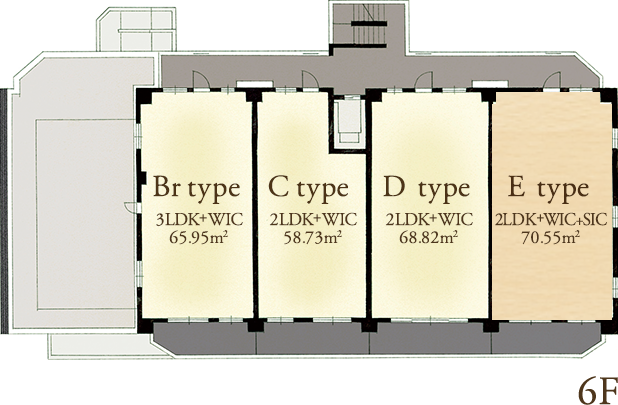 Br type
3LDK+WIC
65.95m²
C type
2LDK+WIC
58.73m²
D type
2LDK+WIC
68.82m²
E type
2LDK+WIC+SIC
70.55m²
6F